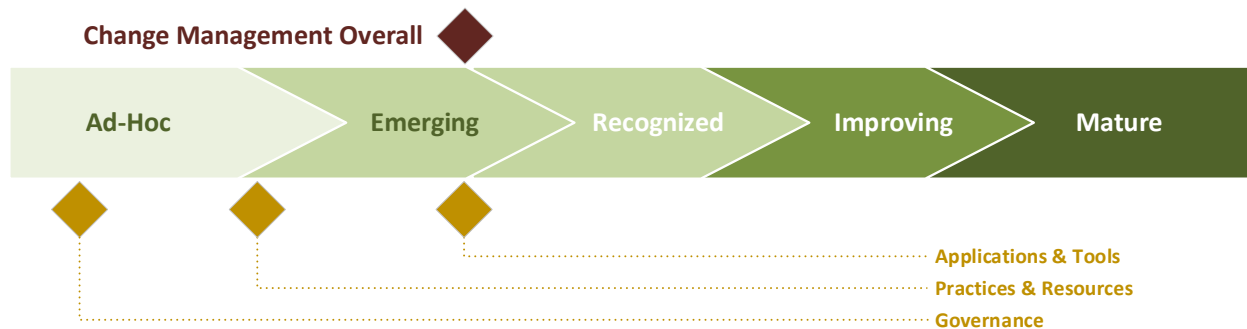 Change Management Overall
Ad-Hoc
Emerging
Recognized
Improving
Mature
Applications & Tools
Practices & Resources
Governance